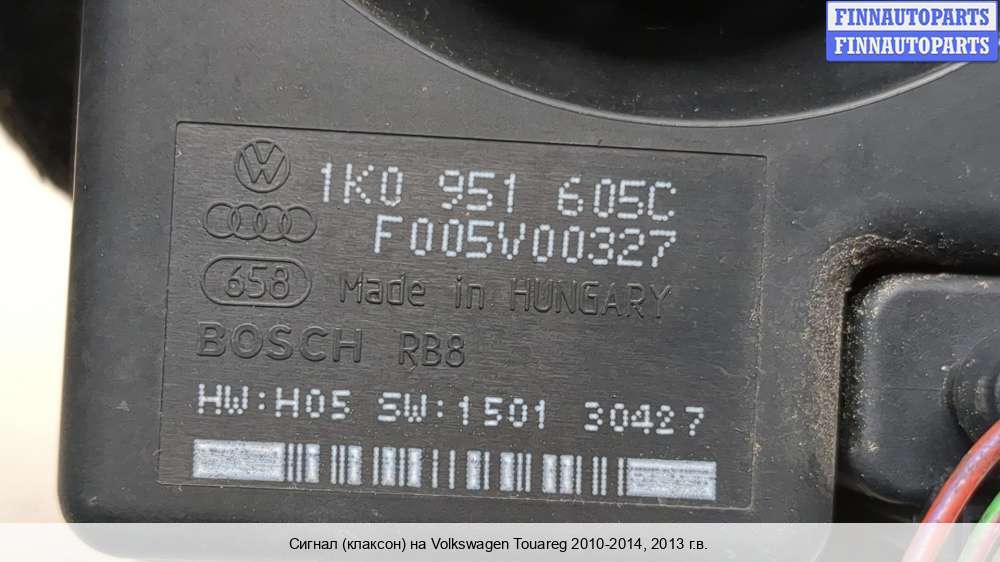 FINNAUTOPARTS
FINNAUTOPARTS
1K0 951 605C
F005V00327
658 Made in HUNGARY
BOSCH RB8
HW:H05 SW:1501 30427
Сигнал (клаксон) на Volkswagen Touareg 2010-2014, 2013 г.в.